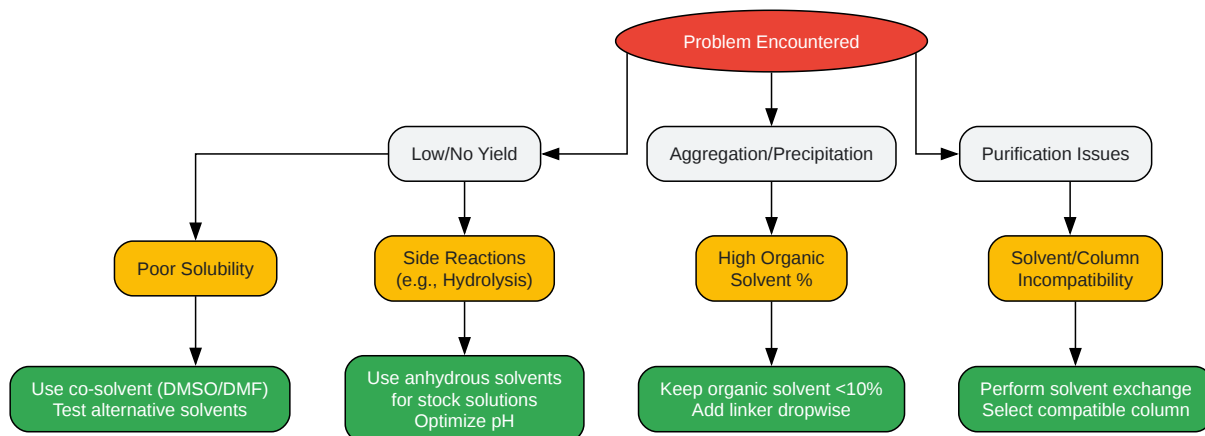 Problem Encountered
Low/No Yield
Aggregation/Precipitation
Purification Issues
Poor Solubility
Side Reactions
(e.g., Hydrolysis)
High Organic
Solvent %
Solvent/Column
Incompatibility
Use co-solvent (DMSO/DMF)
Test alternative solvents
Use anhydrous solvents
for stock solutions
Optimize pH
Keep organic solvent <10%
Add linker dropwise
Perform solvent exchange
Select compatible column